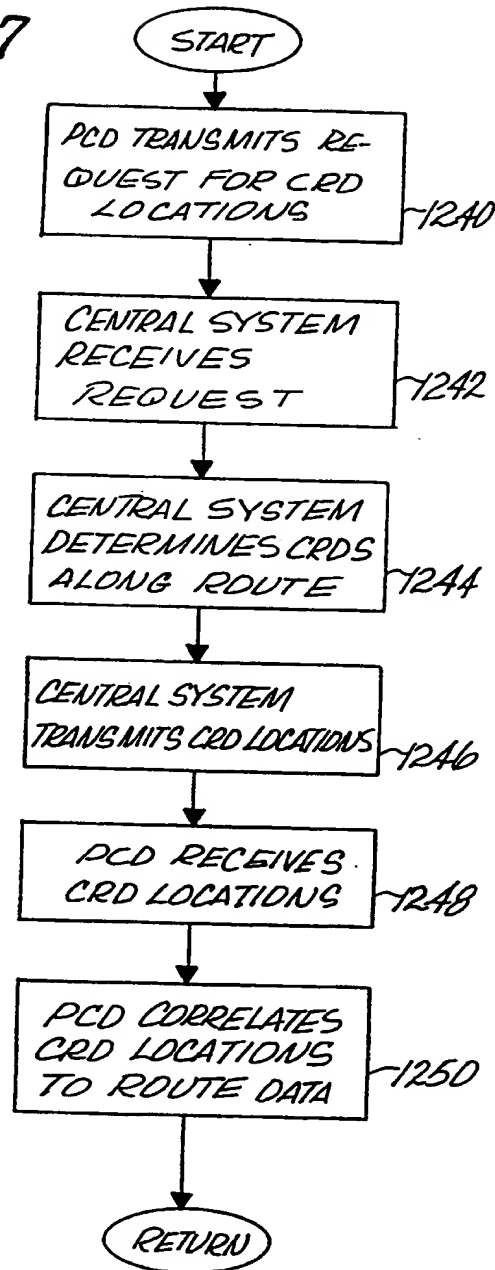 7
START
PCD TRANSMITS RE-
QUEST FOR CRD
LOCATIONS
1240
CENTRAL SYSTEM
RECEIVES
REQUEST
1242
CENTRAL SYSTEM
DETERMINES CRDS
ALONG ROUTE
1244
CENTRAL SYSTEM
TRANSMITS CRD LOCATIONS
1246
PCD RECEIVES
CRD LOCATIONS
1248
PCD CORRELATES
CRD LOCATIONS
TO ROUTE DATA
1250
RETURN